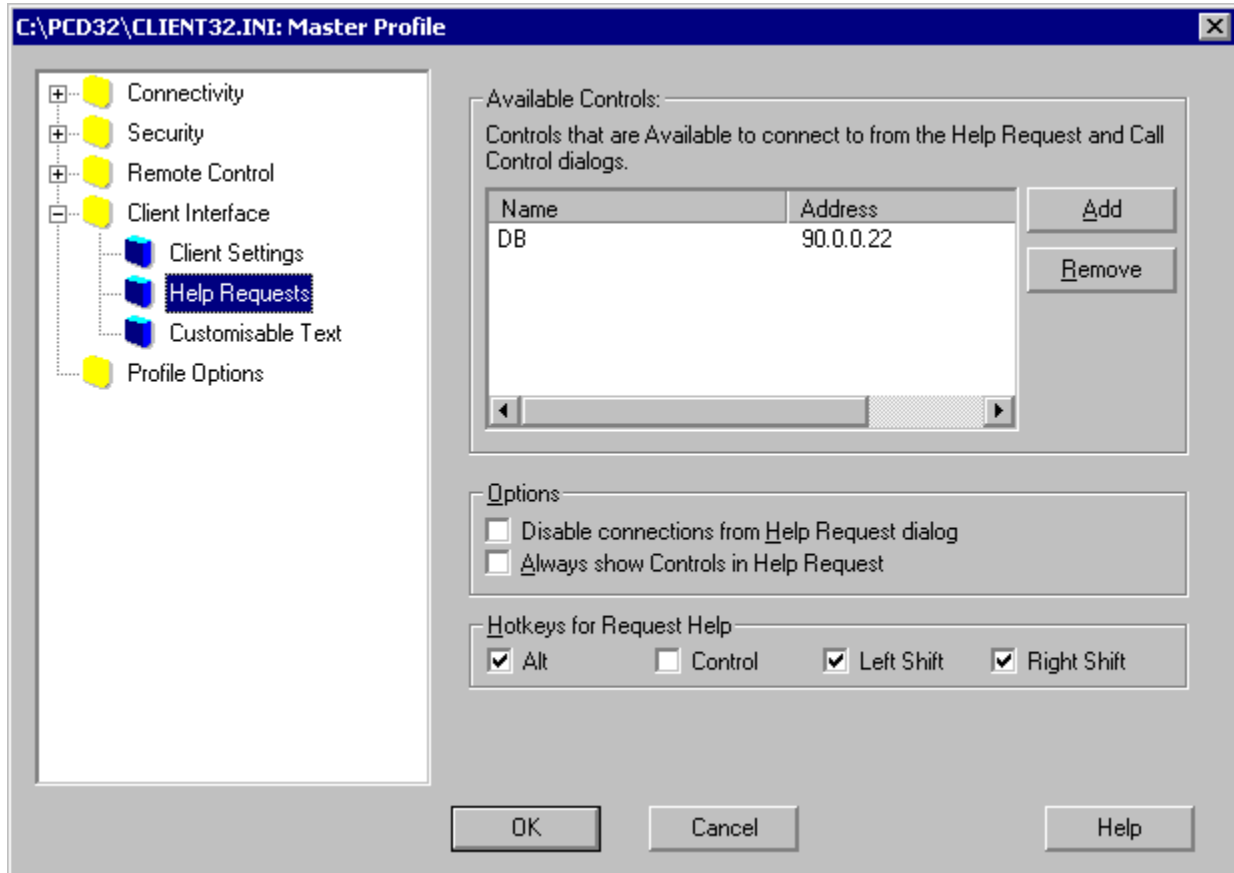 C:\PCD32\CLIENT32.INI: Master Profile
Connectivity
Security
Remote Control
Client Interface
Client Settings
Help Requests
Customisable Text
Profile Options
Available Controls:
Controls that are Available to connect to from the Help Request and Call
Control dialogs.
Name Address
DB 90.0.0.22
Add
Remove
Options
Disable connections from Help Request dialog
Always show Controls in Help Request
Hotkeys for Request Help
Alt Control Left Shift Right Shift
OK Cancel Help